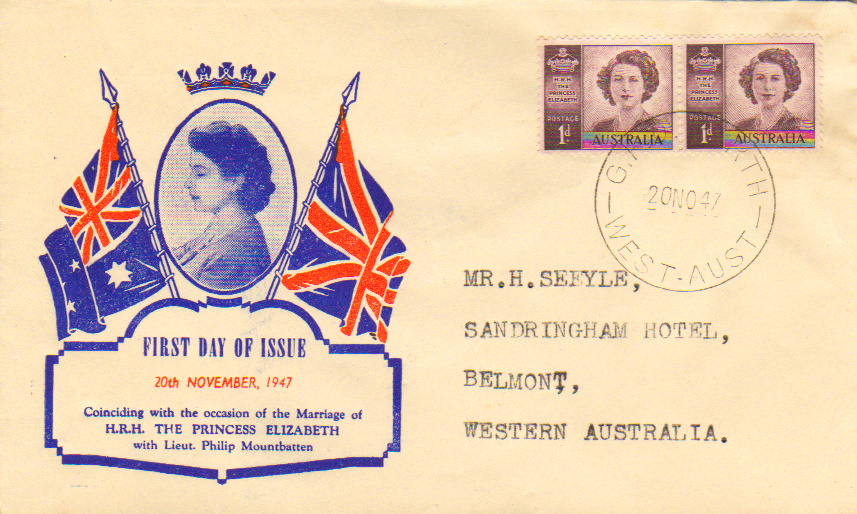 FIRST DAY OF ISSUE
20th NOVEMBER, 1947
Coinciding with the occasion of the Marriage of
H.R.H. THE PRINCESS ELIZABETH
with Lieut. Philip Mountbatten
H.R.H
THE
PRINCESS
ELIZABETH
POSTAGE
1d
AUSTRALIA
H.R.H
THE
PRINCESS
ELIZABETH
POSTAGE
1d
AUSTRALIA
20NO47
WEST-AUST
MR.H.SEFYLE,
SANDRINGHAM HOTEL,
BELMONT,
WESTERN AUSTRALIA.